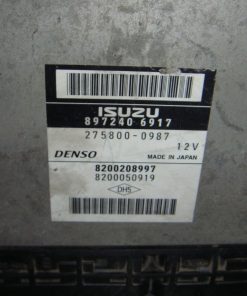 ISUZU
897240 6917
275800-0987
12V
DENSO MADE IN JAPAN
8200208997
8200050919
DHS